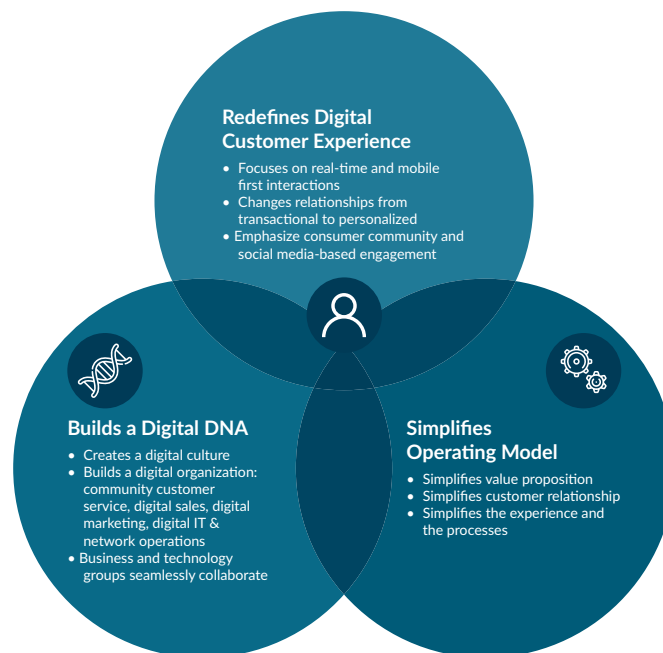 Redefines Digital
Customer Experience
• Focuses on real-time and mobile
first interactions
• Changes relationships from
transactional to personalized
• Emphasize consumer community and
social media-based engagement
Builds a Digital DNA
• Creates a digital culture
• Builds a digital organization:
community customer
service, digital sales, digital
marketing, digital IT &
network operations
• Business and technology
groups seamlessly collaborate
Simplifies
Operating Model
• Simplifies value proposition
• Simplifies customer relationship
• Simplifies the experience and
the processes